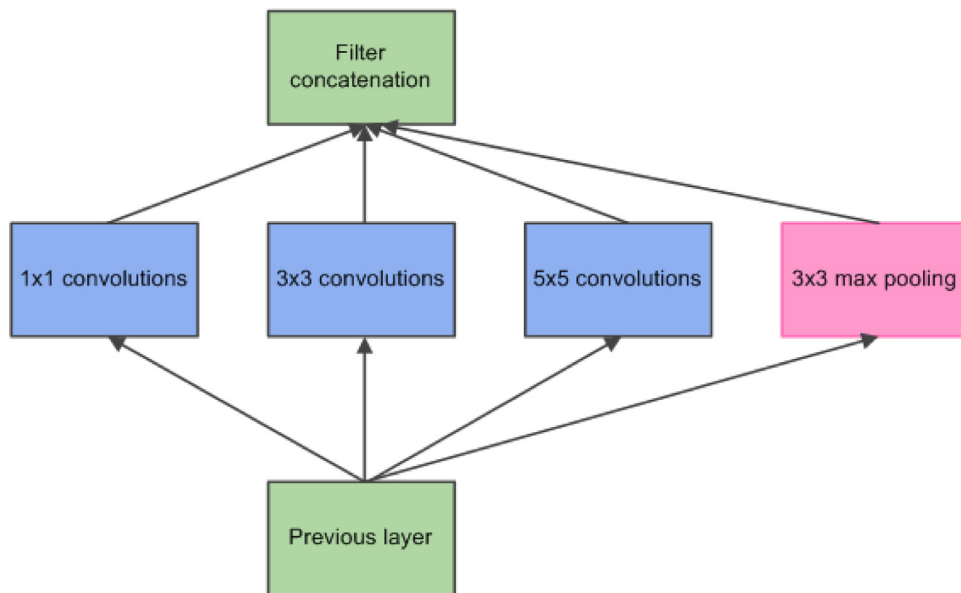 Filter
concatenation
1x1 convolutions
3x3 convolutions
5x5 convolutions
3x3 max pooling
Previous layer